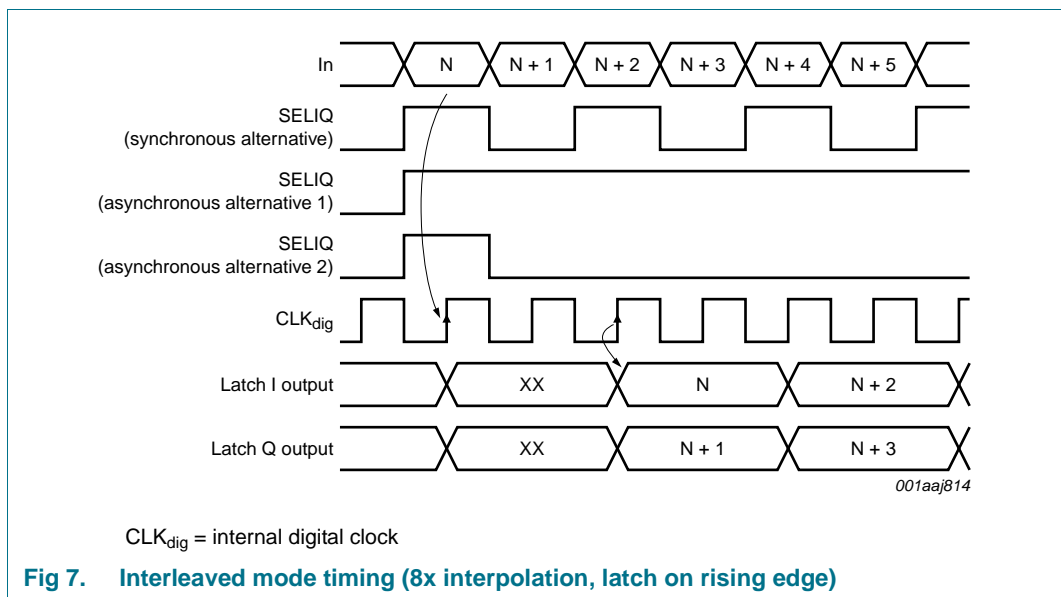 In N N + 1 N + 2 N + 3 N + 4 N + 5
SELIQ
(synchronous alternative)
SELIQ
(asynchronous alternative 1)
SELIQ
(asynchronous alternative 2)
CLKdig
Latch I output XX N N + 2
Latch Q output XX N + 1 N + 3
001aaj814
CLKdig = internal digital clock
Fig 7. Interleaved mode timing (8x interpolation, latch on rising edge)